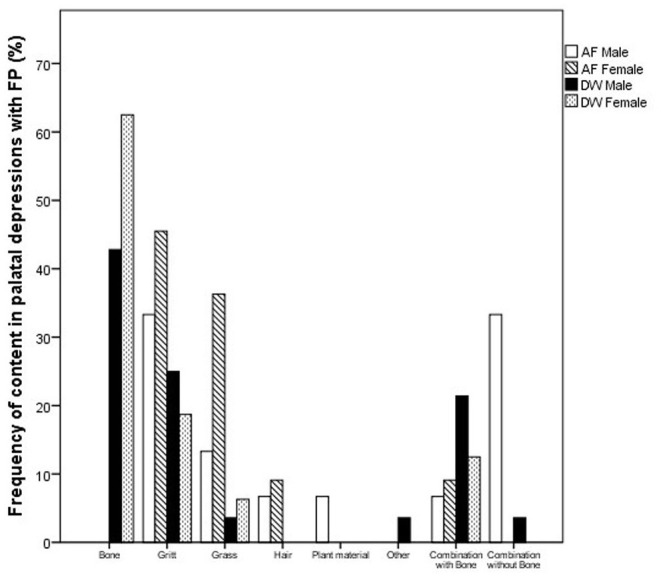 Frequency of content in palatal depressions with FP (%)
70
60
50
40
30
20
10
0
Bone
Gritt
Grass
Hair
Plant material
Other
Combination
with Bone
Combination
without Bone
AF Male
AF Female
DW Male
DW Female